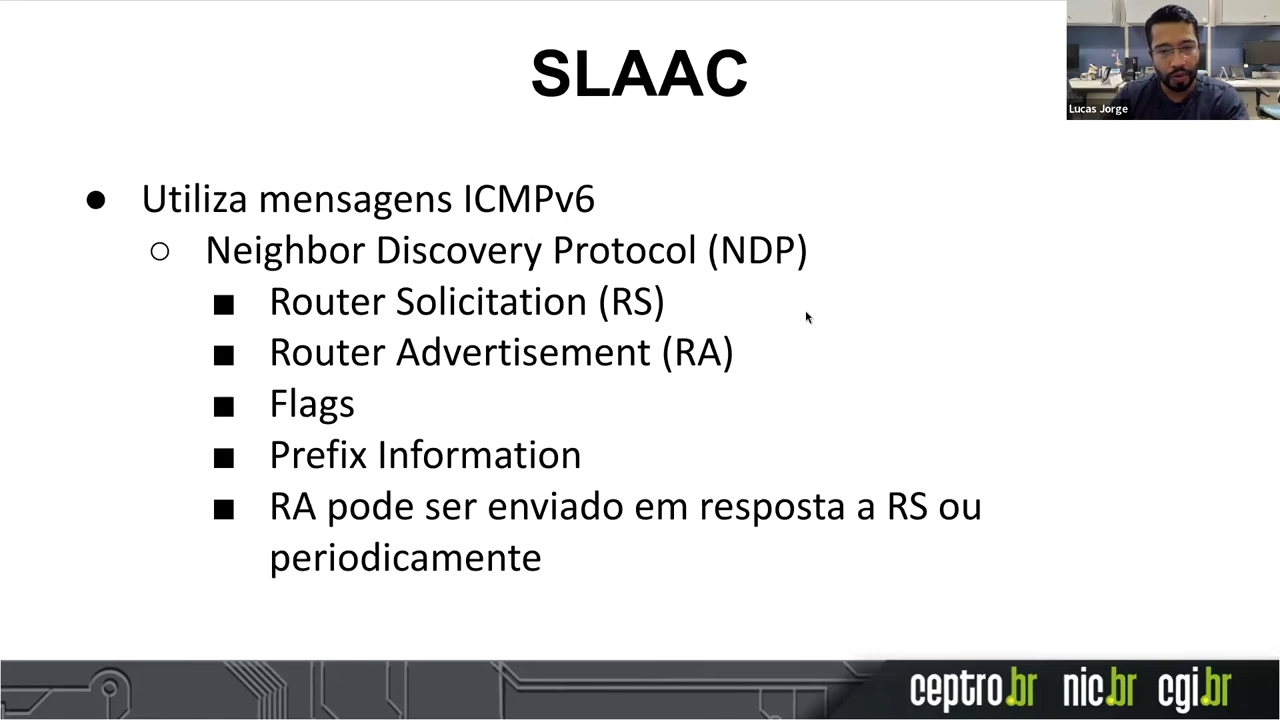 SLAAC
Lucas Jorge
● Utiliza mensagens ICMPv6
○ Neighbor Discovery Protocol (NDP)
■ Router Solicitation (RS)
■ Router Advertisement (RA)
■ Flags
■ Prefix Information
■ RA pode ser enviado em resposta a RS ou
periodicamente
ceptro.br nic.br cgi.br